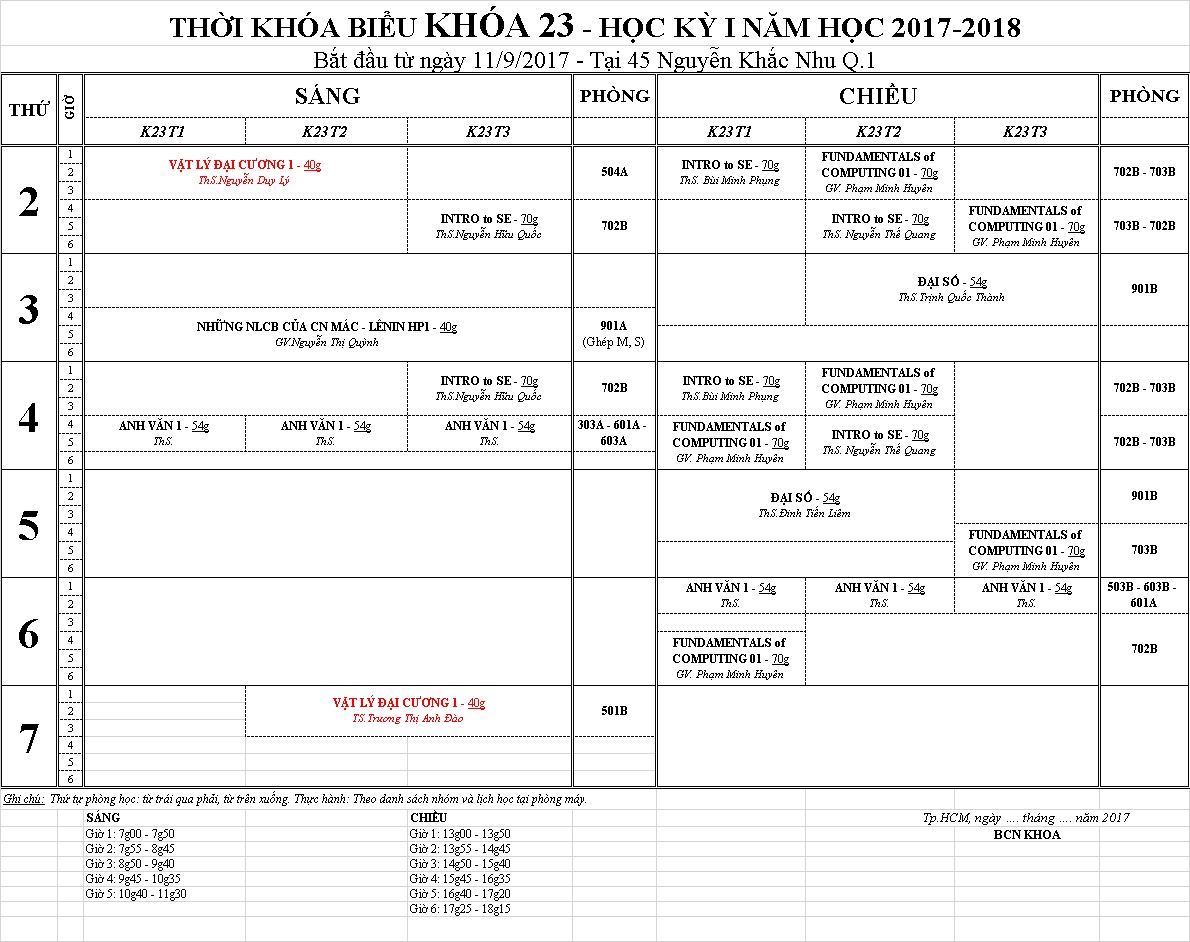 THỜI KHÓA BIỂU KHÓA 23 - HỌC KỲ I NĂM HỌC 2017-2018
Bắt đầu từ ngày 11/9/2017 - Tại 45 Nguyễn Khắc Nhu Q.1
THỨ GIỜ SÁNG PHÒNG CHIỀU PHÒNG
K23T1 K23T2 K23T3 K23T1 K23T2 K23T3
2
1
2
3
4
5
6
VẬT LÝ ĐẠI CƯƠNG 1 - 40g
ThS.Nguyễn Duy Lý
504A
INTRO to SE - 70g
ThS. Bùi Minh Phụng
FUNDAMENTALS of
COMPUTING 01 - 70g
GV. Phạm Minh Huyên
702B - 703B
INTRO to SE - 70g
ThS.Nguyễn Hữu Quốc
702B
INTRO to SE - 70g
ThS. Nguyễn Thế Quang
FUNDAMENTALS of
COMPUTING 01 - 70g
GV. Phạm Minh Huyên
703B - 702B
3
1
2
3
4
5
6
ĐẠI SỐ - 54g
ThS.Trịnh Quốc Thành
901B
NHỮNG NLCB CỦA CN MÁC - LÊNIN HP1 - 40g
GV.Nguyễn Thị Quỳnh
901A
(Ghép M, S)
4
1
2
3
4
5
6
INTRO to SE - 70g
ThS.Nguyễn Hữu Quốc
702B
INTRO to SE - 70g
ThS.Bùi Minh Phụng
FUNDAMENTALS of
COMPUTING 01 - 70g
GV. Phạm Minh Huyên
702B - 703B
ANH VĂN 1 - 54g
ThS.
ANH VĂN 1 - 54g
ThS.
ANH VĂN 1 - 54g
ThS.
303A - 601A -
603A
FUNDAMENTALS of
COMPUTING 01 - 70g
GV. Phạm Minh Huyên
INTRO to SE - 70g
ThS. Nguyễn Thế Quang
702B - 703B
5
1
2
3
4
5
6
ĐẠI SỐ - 54g
ThS.Đinh Tiến Liêm
901B
FUNDAMENTALS of
COMPUTING 01 - 70g
GV. Phạm Minh Huyên
703B
6
1
2
3
4
5
6
ANH VĂN 1 - 54g
ThS.
ANH VĂN 1 - 54g
ThS.
ANH VĂN 1 - 54g
ThS.
503B - 603B -
601A
FUNDAMENTALS of
COMPUTING 01 - 70g
GV. Phạm Minh Huyên
702B
7
1
2
3
4
5
6
VẬT LÝ ĐẠI CƯƠNG 1 - 40g
TS.Trương Thị Anh Đào
501B
Ghi chú: Thứ tự phòng học: từ trái qua phải, từ trên xuống. Thực hành: Theo danh sách nhóm và lịch học tại phòng máy.
SÁNG
Giờ 1: 7g00 - 7g50
Giờ 2: 7g55 - 8g45
Giờ 3: 8g50 - 9g40
Giờ 4: 9g45 - 10g35
Giờ 5: 10g40 - 11g30
CHIỀU
Giờ 1: 13g00 - 13g50
Giờ 2: 13g55 - 14g45
Giờ 3: 14g50 - 15g40
Giờ 4: 15g45 - 16g35
Giờ 5: 16g40 - 17g20
Giờ 6: 17g25 - 18g15
Tp.HCM, ngày .... tháng .... năm 2017
BCN KHOA